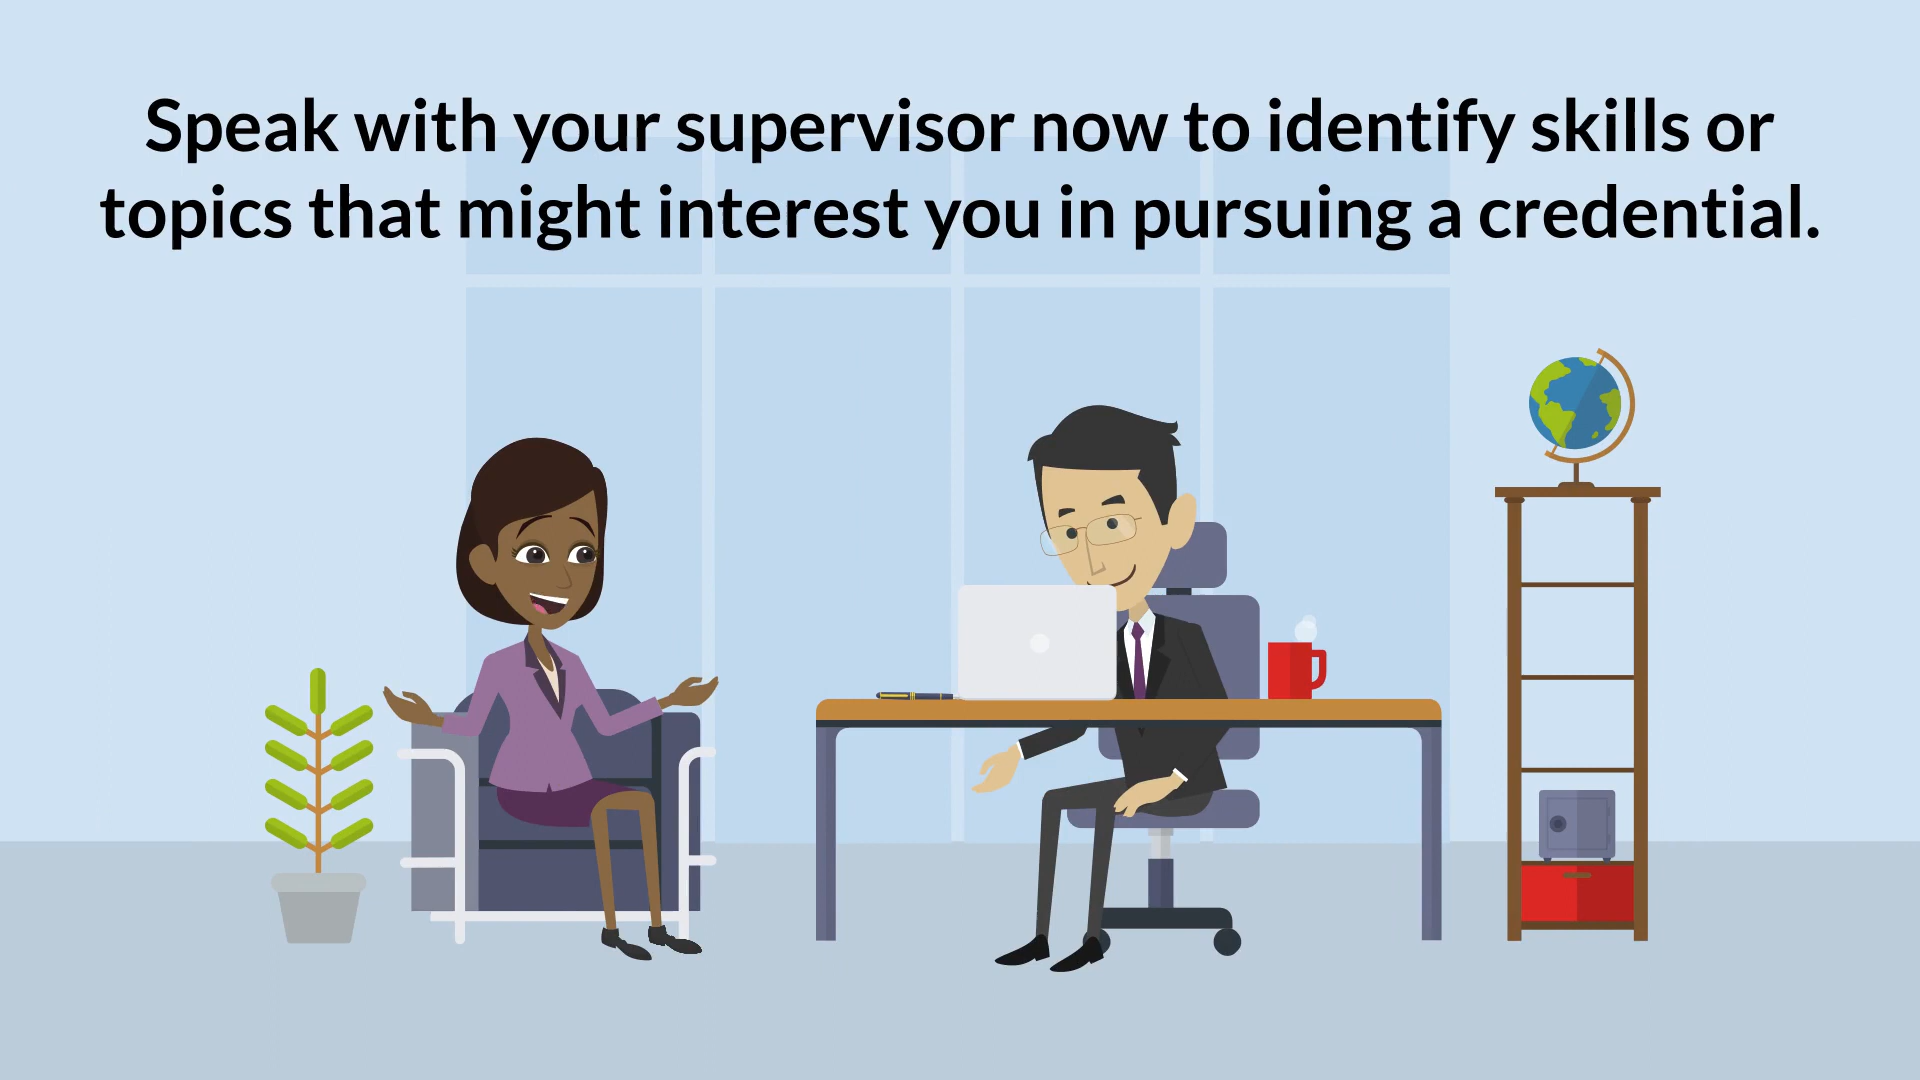 Speak with your supervisor now to identify skills or
topics that might interest you in pursuing a credential.